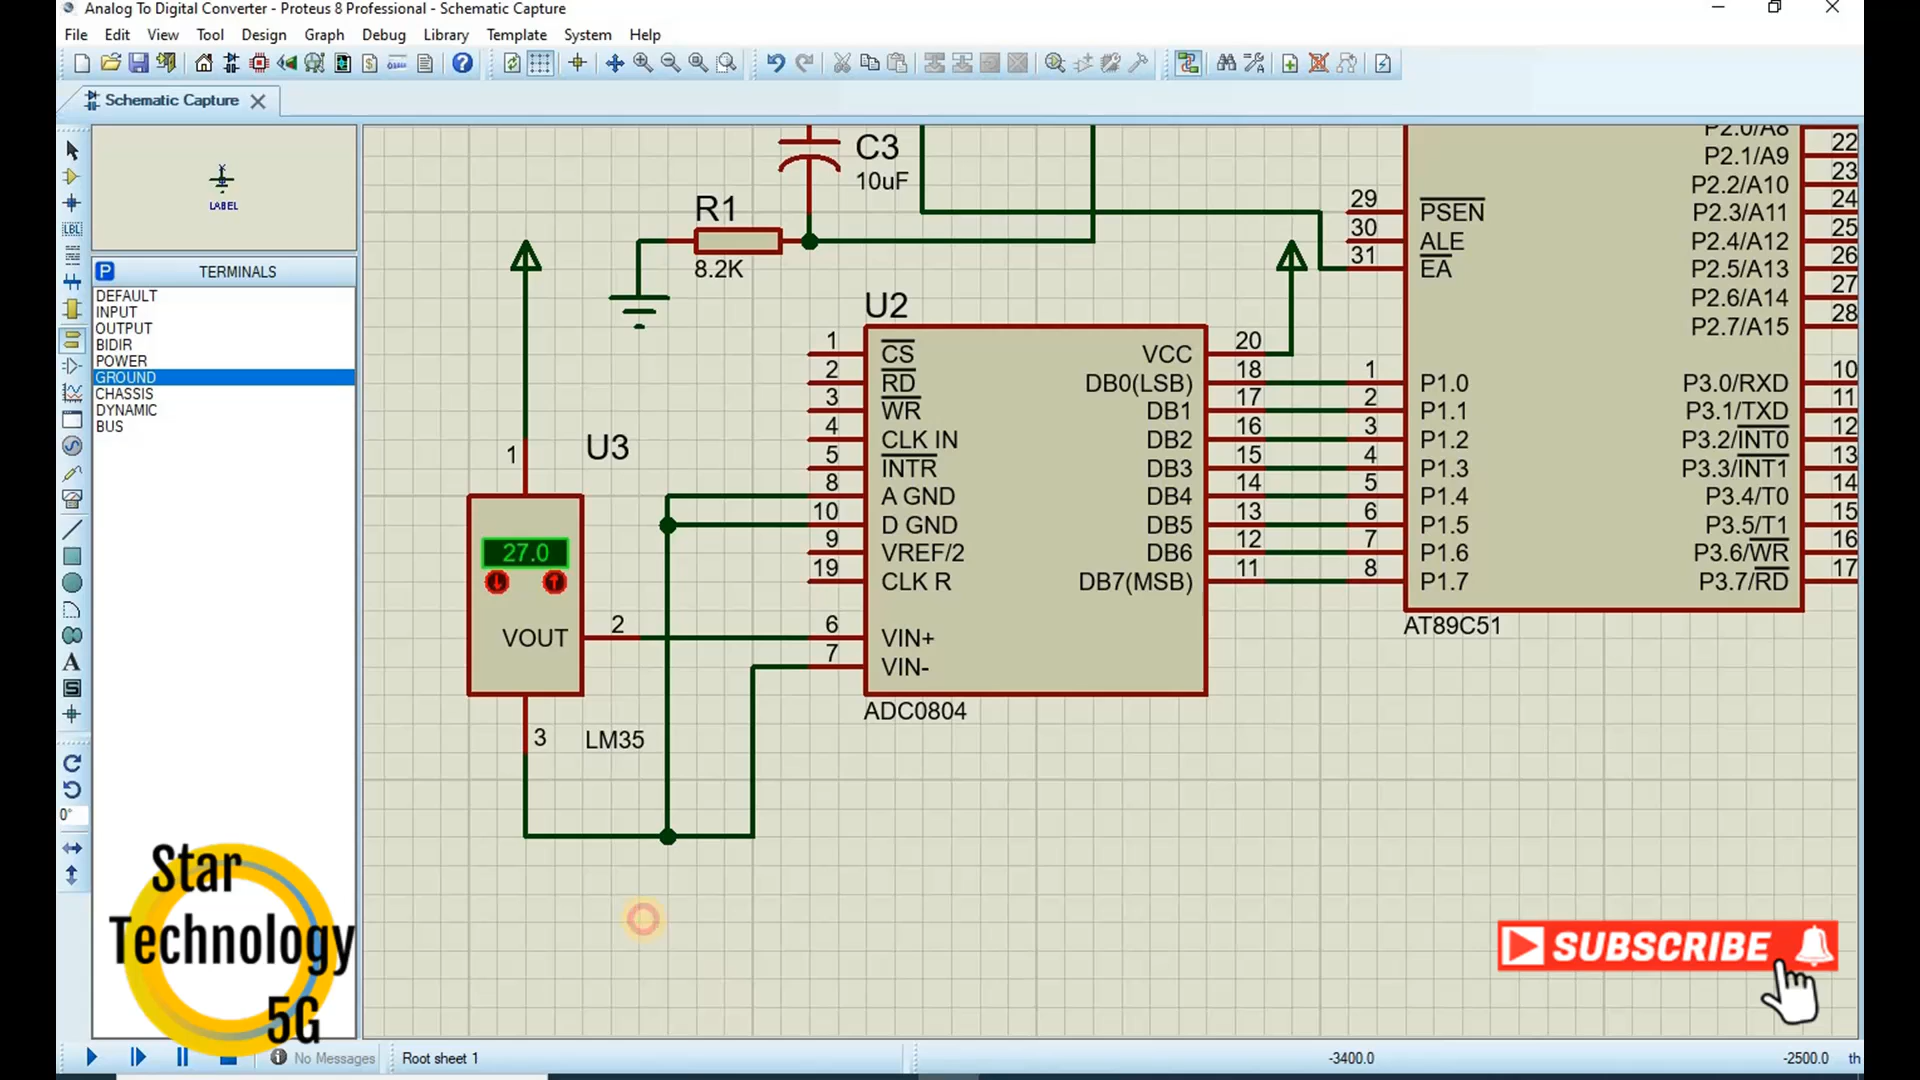 Analog To Digital Converter - Proteus 8 Professional - Schematic Capture
File Edit View Tool Design Graph Debug Library Template System Help
Schematic Capture
LABEL
LBL
P TERMINALS
DEFAULT
INPUT
OUTPUT
BIDIR
POWER
GROUND
CHASSIS
DYNAMIC
BUS
0°
Star
Technology
5G
C3
10uF
R1
8.2K
U3
1
27.0
VOUT
2
3
LM35
U2
1 CS
2 RD
3 WR
4 CLK IN
5 INTR
8 A GND
10 D GND
9 VREF/2
19 CLK R
6 VIN+
7 VIN-
VCC 20
DB0(LSB) 18
DB1 17
DB2 16
DB3 15
DB4 14
DB5 13
DB6 12
DB7(MSB) 11
ADC0804
29 PSEN
30 ALE
31 EA
1 P1.0
2 P1.1
3 P1.2
4 P1.3
5 P1.4
6 P1.5
7 P1.6
8 P1.7
P2.0/A8
P2.1/A9 22
P2.2/A10 23
P2.3/A11 24
P2.4/A12 25
P2.5/A13 26
P2.6/A14 27
P2.7/A15 28
P3.0/RXD 10
P3.1/TXD 11
P3.2/INT0 12
P3.3/INT1 13
P3.4/T0 14
P3.5/T1 15
P3.6/WR 16
P3.7/RD 17
AT89C51
SUBSCRIBE
No Messages
Root sheet 1
-3400.0
-2500.0
th